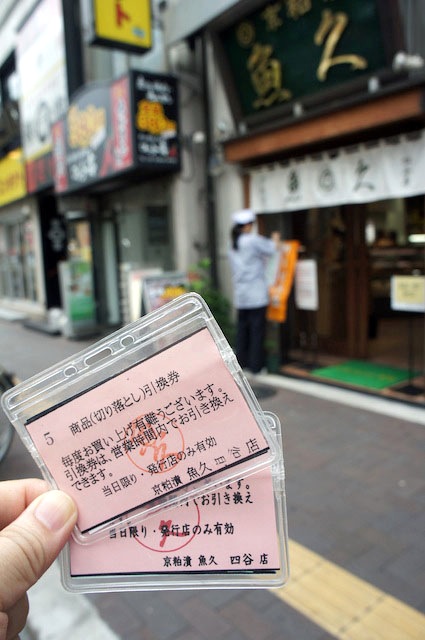 ト
京粕漬
魚久
魚久
5 商品(切り落とし)引換券
毎度お買い上げ有難うございます。
引換券は、営業時間内でお引き換え
できます。
当日限り・発行店のみ有効
京粕漬 魚久 四谷 店
す。
お引き換え
当日限り・発行店のみ有効
京粕漬 魚久 四谷 店